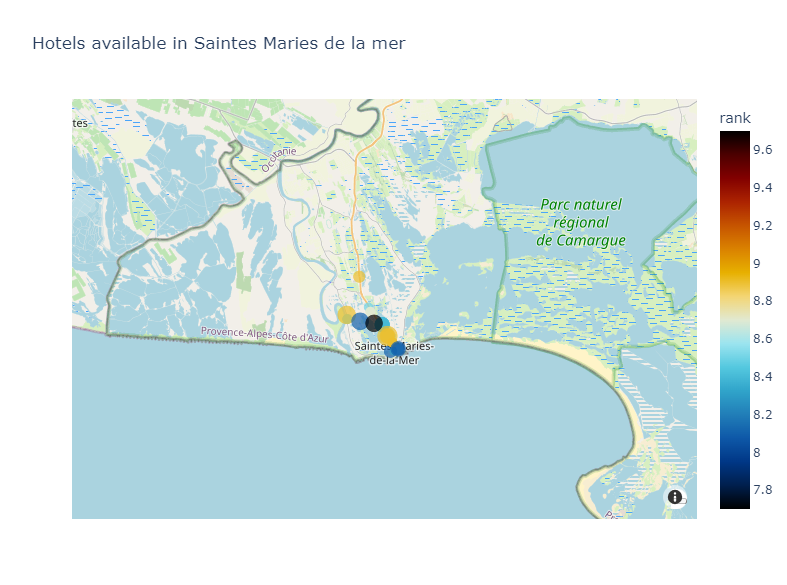 Hotels available in Saintes Maries de la mer
rank
tes
Occitanie
9.6
9.4
Parc naturel
régional
de Camargue
9.2
9
8.8
Provence-Alpes-Côte d'Azur
8.6
Saintes-Maries-
de-la-Mer
8.4
8.2
8
7.8